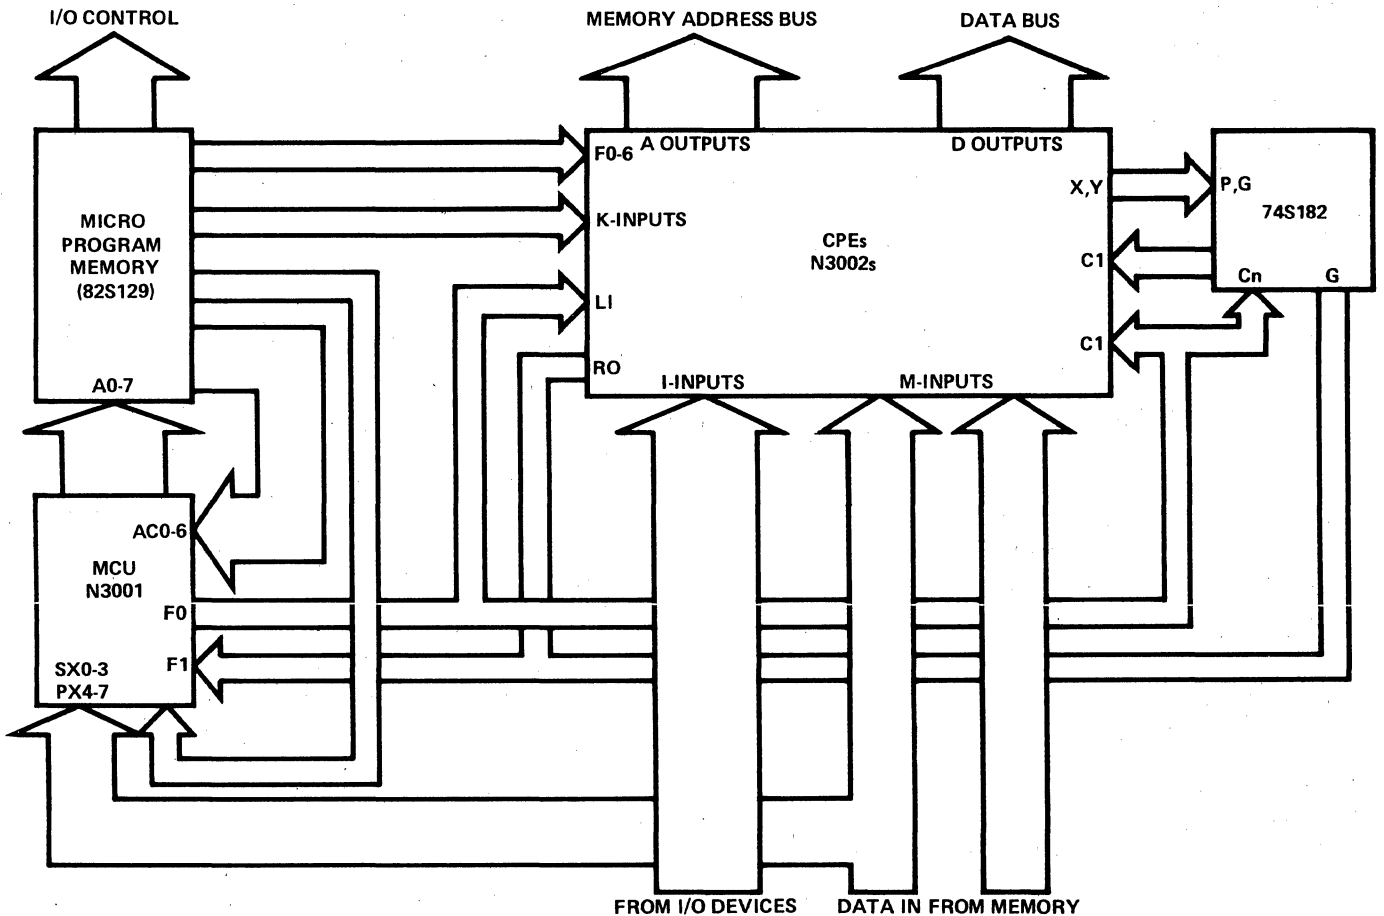 I/O CONTROL
MEMORY ADDRESS BUS
DATA BUS
MICRO
PROGRAM
MEMORY
(82S129)
A0-7
F0-6
A OUTPUTS
D OUTPUTS
K-INPUTS
X,Y
CPEs
N3002s
C1
LI
C1
RO
I-INPUTS
M-INPUTS
P,G
74S182
Cn
G
AC0-6
MCU
N3001
F0
F1
SX0-3
PX4-7
FROM I/O DEVICES
DATA IN FROM MEMORY